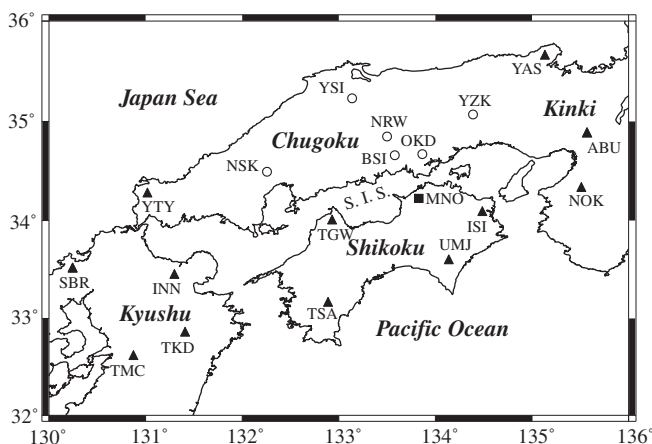 36°
YAS
Japan Sea
YSI
YZK
Kinki
35°
NRW
OKD
Chugoku
BSI
ABU
NSK
S. I. S.
MNO
NOK
YTY
34°
TGW
ISI
Shikoku
UMJ
SBR
INN
Kyushu
TSA
33°
Pacific Ocean
TKD
TMC
32°
130° 131° 132° 133° 134° 135° 136°